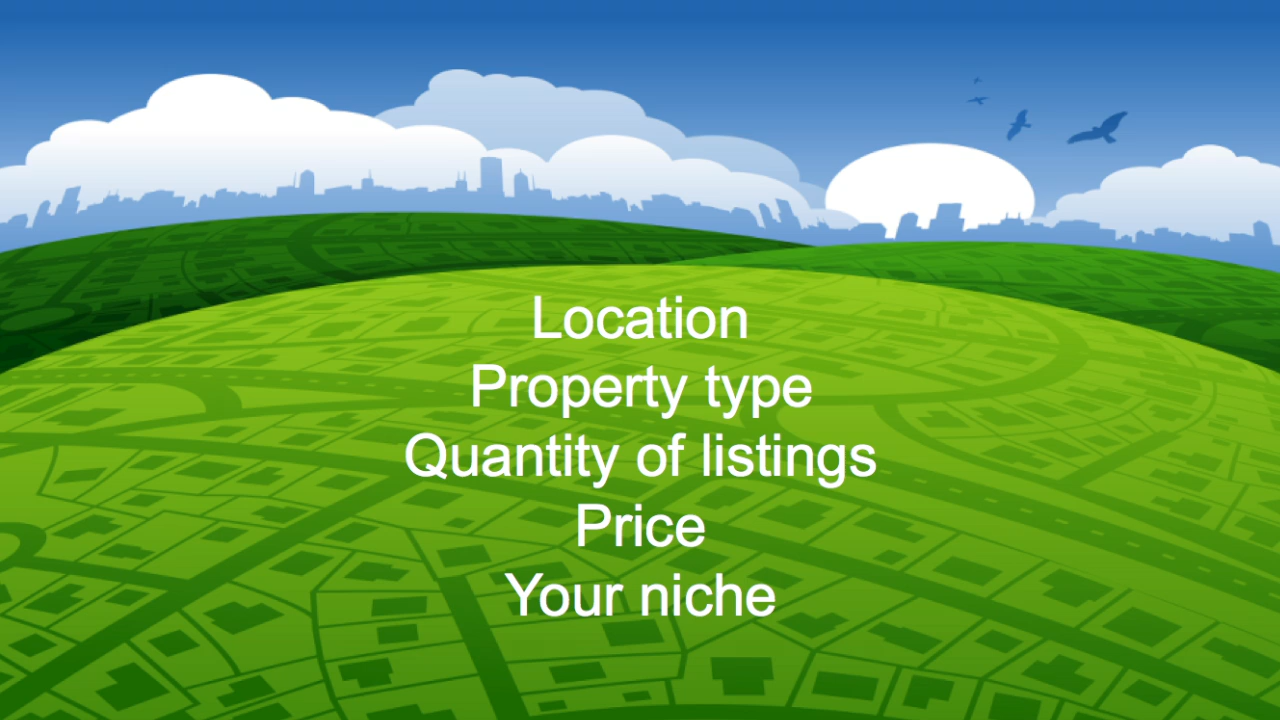 Location
Property type
Quantity of listings
Price
Your niche